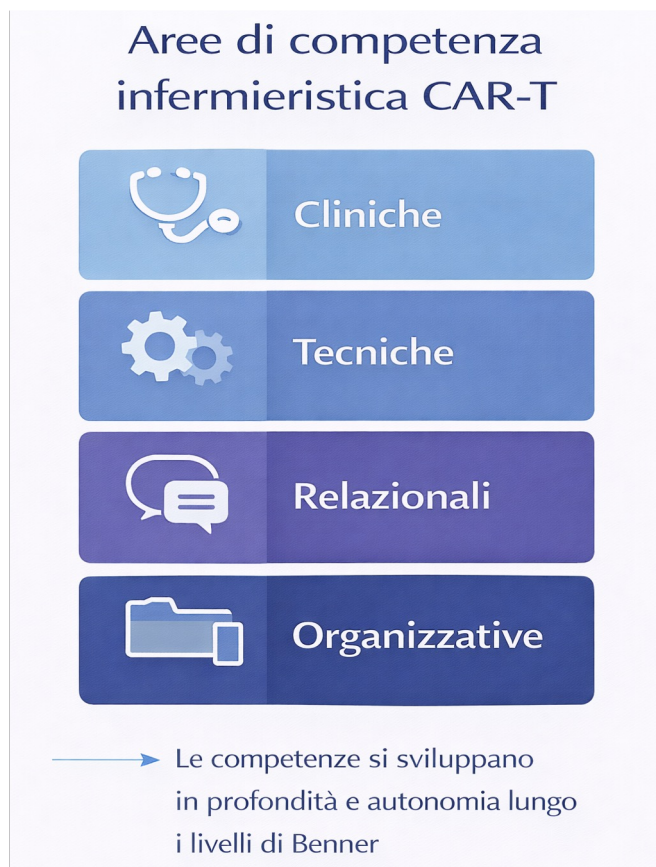 Aree di competenza
infermieristica CAR-T
Cliniche
Tecniche
Relazionali
Organizzative
Le competenze si sviluppano
in profondità e autonomia lungo
i livelli di Benner